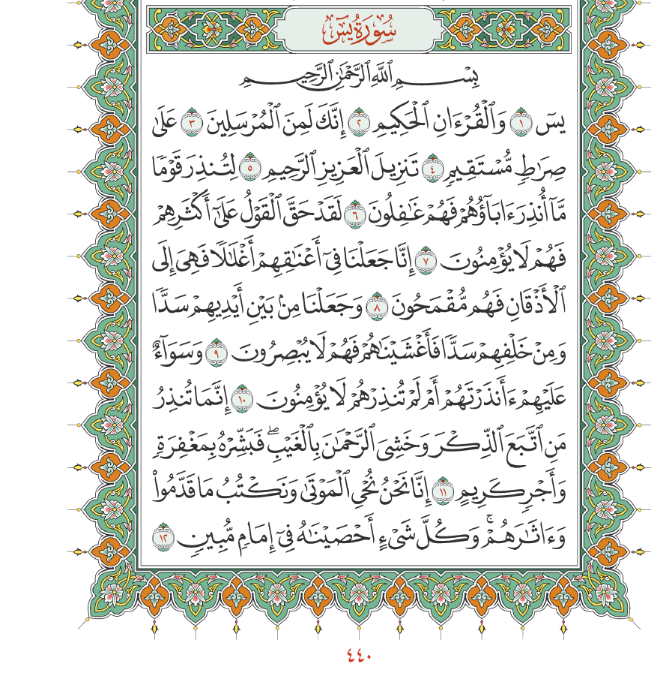 سُورَةُ يسٓ
بِسْمِ ٱللَّهِ ٱلرَّحْمَٰنِ ٱلرَّحِيمِ
يسٓ ١ وَٱلْقُرْءَانِ ٱلْحَكِيمِ ٢ إِنَّكَ لَمِنَ ٱلْمُرْسَلِينَ ٣ عَلَىٰ
صِرَٰطٍ مُّسْتَقِيمٍ ٤ تَنزِيلَ ٱلْعَزِيزِ ٱلرَّحِيمِ ٥ لِتُنذِرَ قَوْمًا
مَّآ أُنذِرَ ءَابَآؤُهُمْ فَهُمْ غَٰفِلُونَ ٦ لَقَدْ حَقَّ ٱلْقَوْلُ عَلَىٰٓ أَكْثَرِهِمْ
فَهُمْ لَا يُؤْمِنُونَ ٧ إِنَّا جَعَلْنَا فِىٓ أَعْنَٰقِهِمْ أَغْلَٰلًا فَهِىَ إِلَى
ٱلْأَذْقَانِ فَهُم مُّقْمَحُونَ ٨ وَجَعَلْنَا مِنۢ بَيْنِ أَيْدِيهِمْ سَدًّا
وَمِنْ خَلْفِهِمْ سَدًّا فَأَغْشَيْنَٰهُمْ فَهُمْ لَا يُبْصِرُونَ ٩ وَسَوَآءٌ
عَلَيْهِمْ ءَأَنذَرْتَهُمْ أَمْ لَمْ تُنذِرْهُمْ لَا يُؤْمِنُونَ ١٠ إِنَّمَا تُنذِرُ
مَنِ ٱتَّبَعَ ٱلذِّكْرَ وَخَشِىَ ٱلرَّحْمَٰنَ بِٱلْغَيْبِ ۖ فَبَشِّرْهُ بِمَغْفِرَةٍ
وَأَجْرٍ كَرِيمٍ ١١ إِنَّا نَحْنُ نُحْىِ ٱلْمَوْتَىٰ وَنَكْتُبُ مَا قَدَّمُوا۟
وَءَاثَٰرَهُمْ ۚ وَكُلَّ شَىْءٍ أَحْصَيْنَٰهُ فِىٓ إِمَامٍ مُّبِينٍ ١٢
٤٤٠